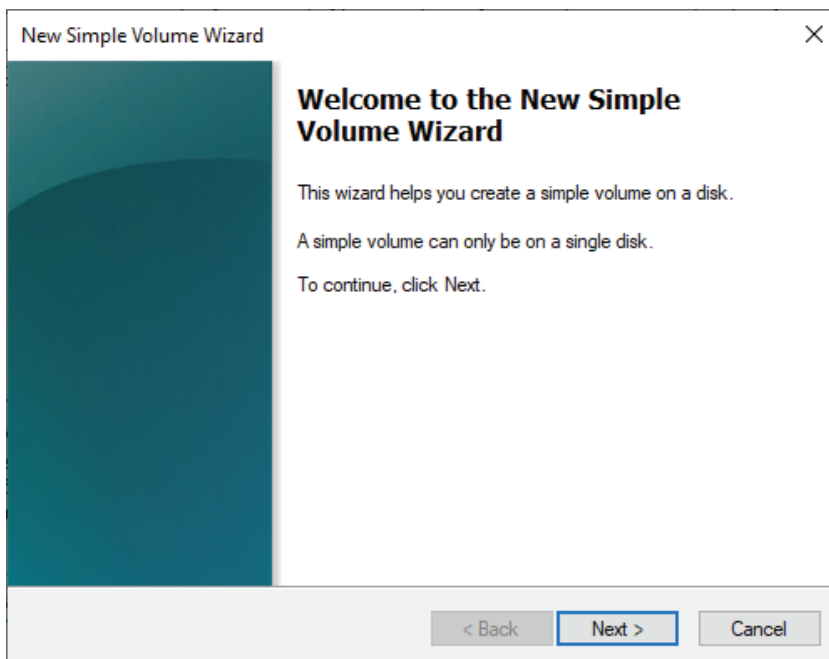 New Simple Volume Wizard
Welcome to the New Simple
Volume Wizard
This wizard helps you create a simple volume on a disk.
A simple volume can only be on a single disk.
To continue, click Next.
< Back
Next >
Cancel